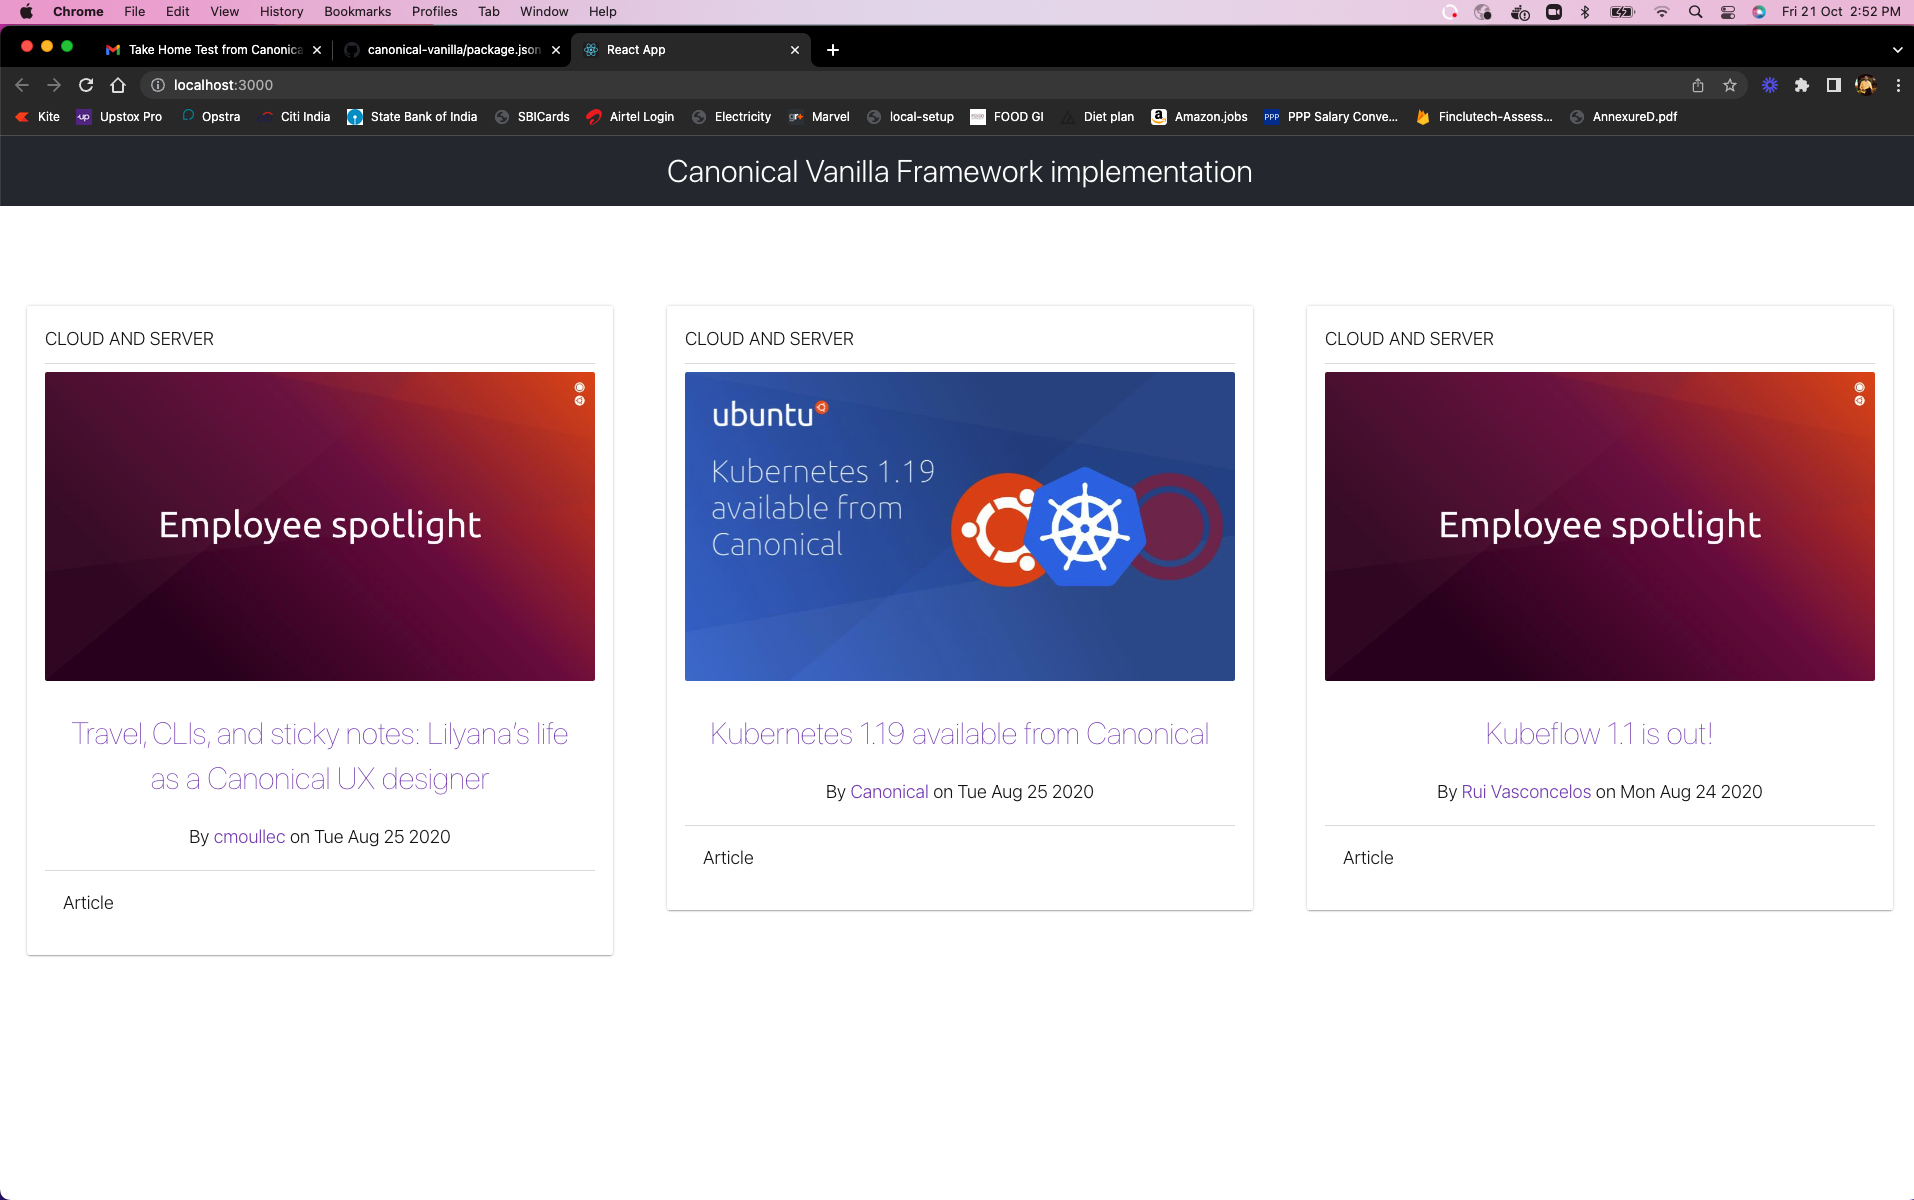 Chrome File Edit View History Bookmarks Profiles Tab Window Help Fri 21 Oct 2:52 PM
Take Home Test from Canonica canonical-vanilla/package.json React App
localhost:3000
Kite up Upstox Pro Opstra Citi India State Bank of India SBICards Airtel Login Electricity gr+ Marvel local-setup FOOD GI Diet plan a Amazon.jobs PPP PPP Salary Conve... Finclutech-Assess... AnnexureD.pdf
Canonical Vanilla Framework implementation
CLOUD AND SERVER
Employee spotlight
Travel, CLIs, and sticky notes: Lilyana's life
as a Canonical UX designer
By cmoullec on Tue Aug 25 2020
Article
CLOUD AND SERVER
ubuntu
Kubernetes 1.19
available from
Canonical
Kubernetes 1.19 available from Canonical
By Canonical on Tue Aug 25 2020
Article
CLOUD AND SERVER
Employee spotlight
Kubeflow 1.1 is out!
By Rui Vasconcelos on Mon Aug 24 2020
Article